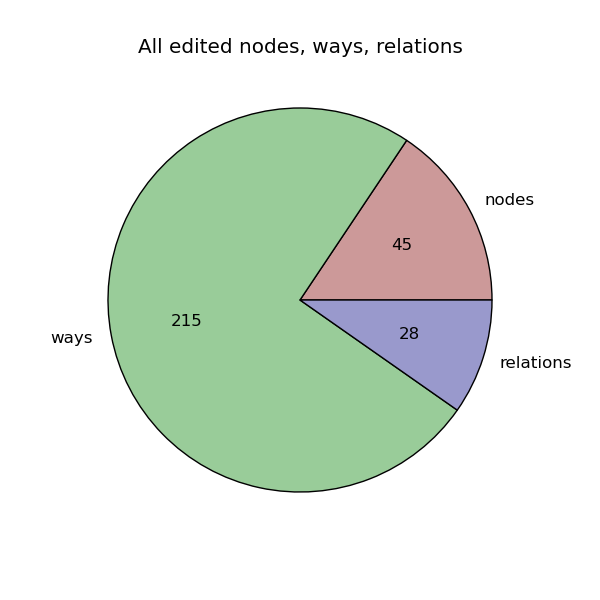 All edited nodes, ways, relations
nodes
45
215
28
ways
relations